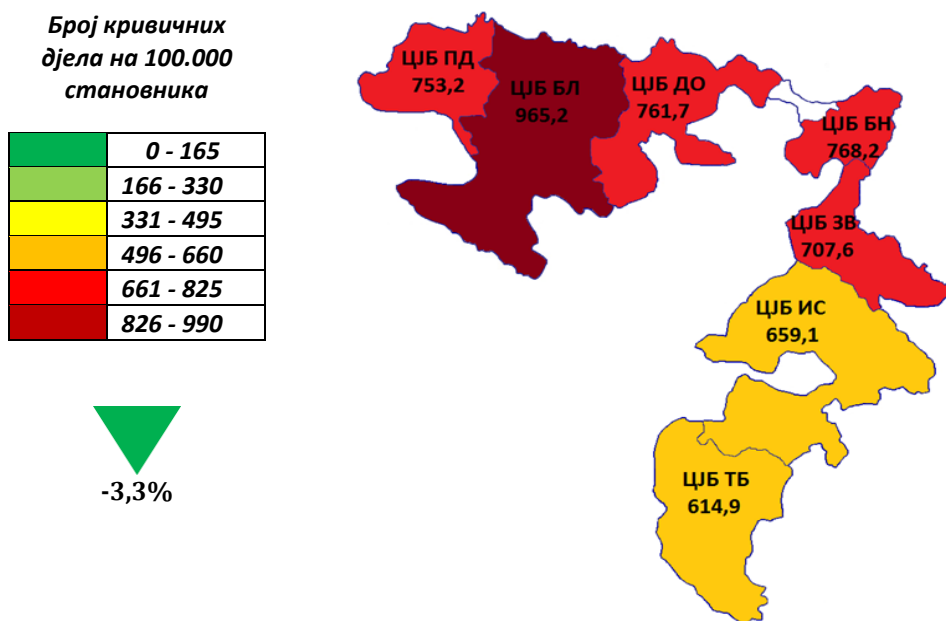 Број кривичних
дјела на 100.000
становника
0 - 165
166 - 330
331 - 495
496 - 660
661 - 825
826 - 990
-3,3%
ЦЈБ ПД
753,2
ЦЈБ БЛ
965,2
ЦЈБ ДО
761,7
ЦЈБ БН
768,2
ЦЈБ ЗВ
707,6
ЦЈБ ИС
659,1
ЦЈБ ТБ
614,9